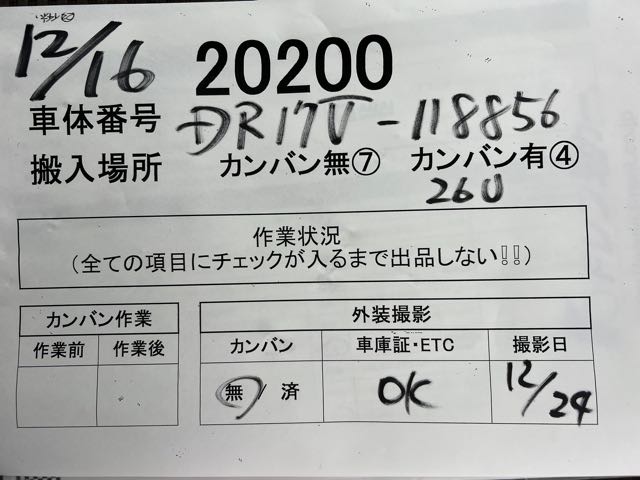 12/16 20200
車体番号 DR17V-118856
搬入場所 カンバン無⑦ カンバン有④
260
作業状況
(全ての項目にチェックが入るまで出品しない!!)
カンバン作業 外装撮影
作業前 作業後 カンバン 車庫証・ETC 撮影日
無 / 済 OK 12/24